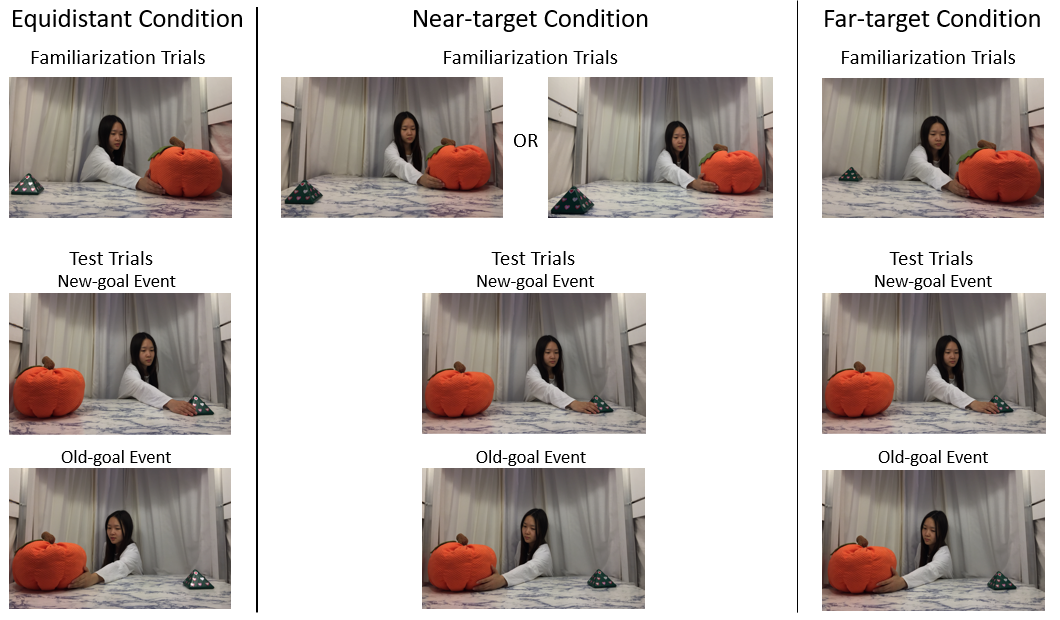 Equidistant Condition
Familiarization Trials
Test Trials
New-goal Event
Old-goal Event
Near-target Condition
Familiarization Trials
OR
Test Trials
New-goal Event
Old-goal Event
Far-target Condition
Familiarization Trials
Test Trials
New-goal Event
Old-goal Event